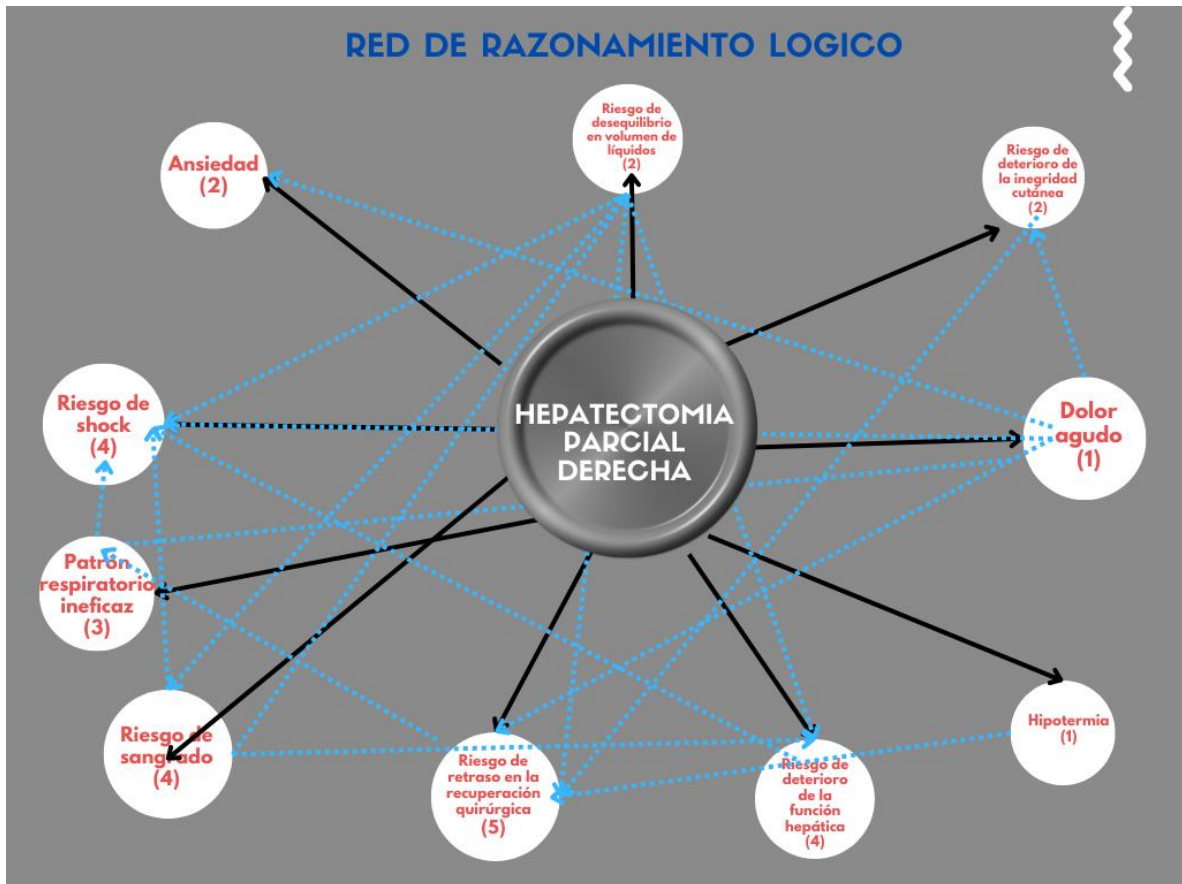 RED DE RAZONAMIENTO LOGICO
Riesgo de
desequilibrio
en volumen de
líquidos
(2)
Ansiedad
(2)
Riesgo de
deterioro de
la inegridad
cutánea
(2)
Riesgo de
shock
(4)
HEPATECTOMIA
PARCIAL
DERECHA
Dolor
agudo
(1)
Patrón
respiratorio
ineficaz
(3)
Riesgo de
sangrado
(4)
Riesgo de
retraso en la
recuperación
quirúrgica
(5)
Riesgo de
deterioro
de la
función
hepática
(4)
Hipotermia
(1)